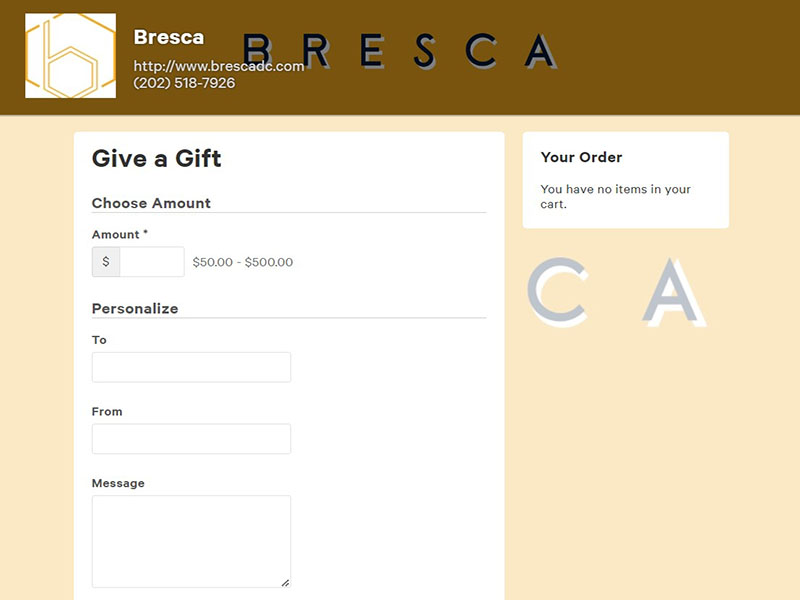 Bresca
BRESCA
http://www.brescadc.com
(202) 518-7926
Give a Gift
Choose Amount
Amount *
$
$50.00 - $500.00
Personalize
To
From
Message
Your Order
You have no items in your
cart.
C A